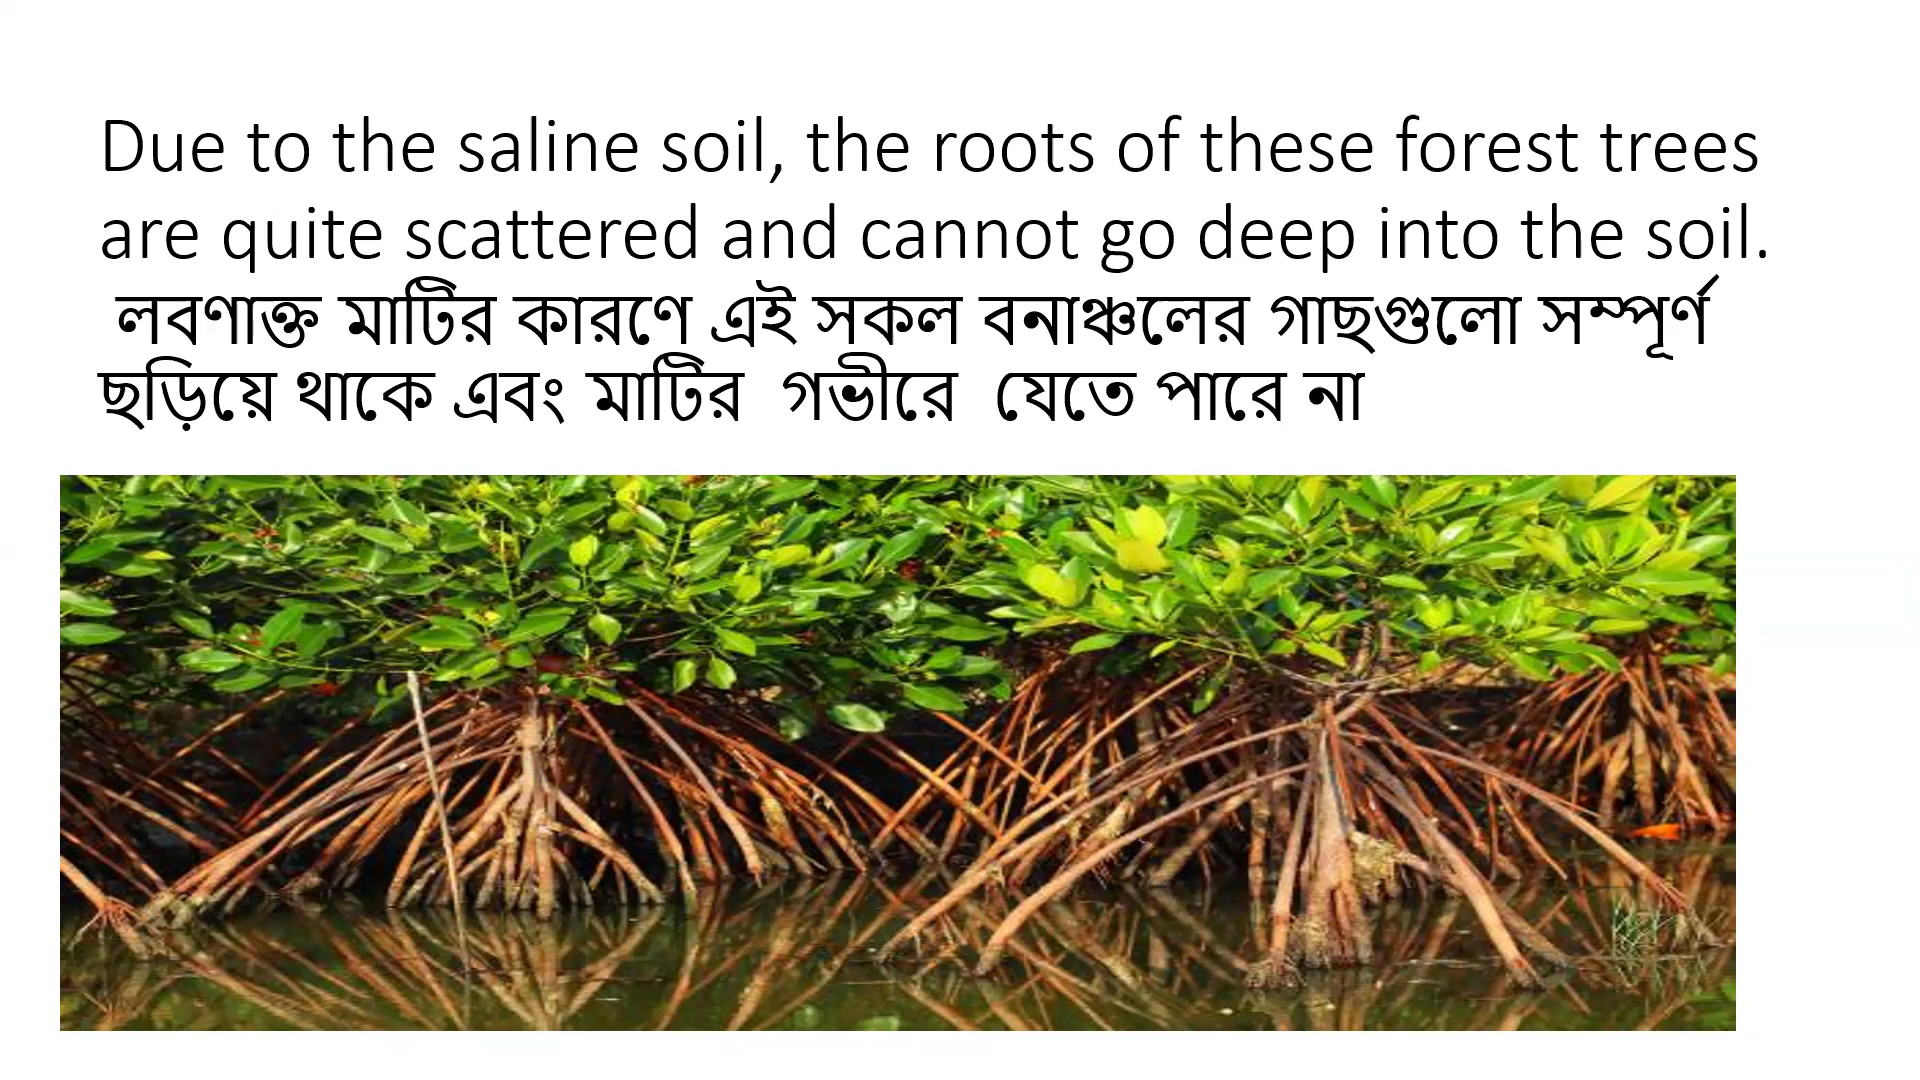 Due to the saline soil, the roots of these forest trees
are quite scattered and cannot go deep into the soil.
লবণাক্ত মাটির কারণে এই সকল বনাঞ্চলের গাছগুলো সম্পূর্ণ
ছড়িয়ে থাকে এবং মাটির গভীরে যেতে পারে না